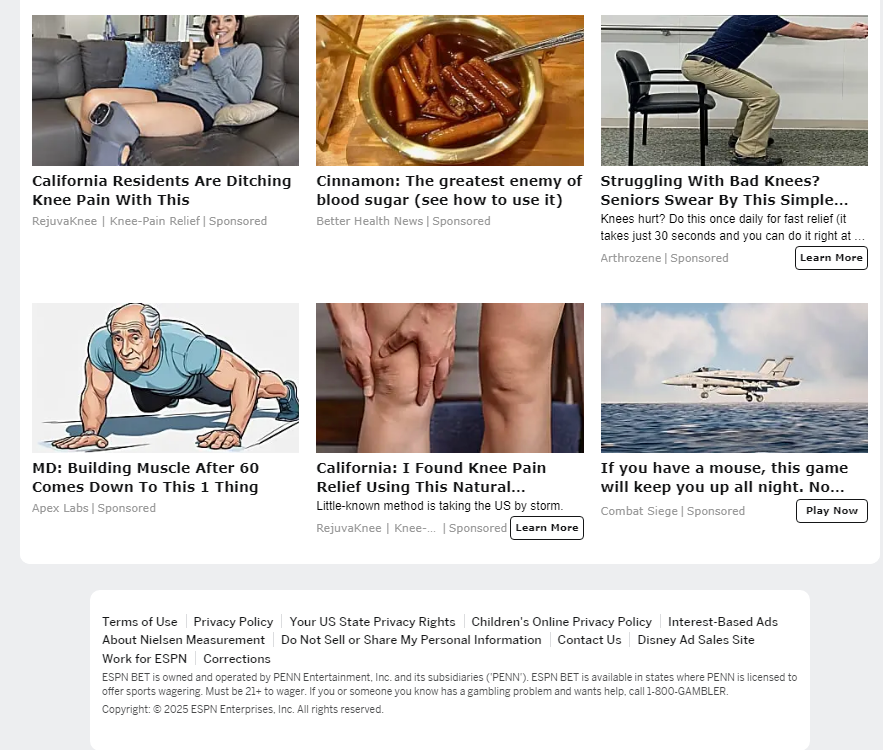 California Residents Are Ditching
Knee Pain With This
RejuvaKnee | Knee-Pain Relief | Sponsored
Cinnamon: The greatest enemy of
blood sugar (see how to use it)
Better Health News | Sponsored
Struggling With Bad Knees?
Seniors Swear By This Simple...
Knees hurt? Do this once daily for fast relief (it
takes just 30 seconds and you can do it right at ...
Arthrozene | Sponsored
Learn More
MD: Building Muscle After 60
Comes Down To This 1 Thing
Apex Labs | Sponsored
California: I Found Knee Pain
Relief Using This Natural...
Little-known method is taking the US by storm.
RejuvaKnee | Knee-... | Sponsored
Learn More
If you have a mouse, this game
will keep you up all night. No...
Combat Siege | Sponsored
Play Now
Terms of Use | Privacy Policy | Your US State Privacy Rights | Children's Online Privacy Policy | Interest-Based Ads
About Nielsen Measurement | Do Not Sell or Share My Personal Information | Contact Us | Disney Ad Sales Site
Work for ESPN | Corrections
ESPN BET is owned and operated by PENN Entertainment, Inc. and its subsidiaries ('PENN'). ESPN BET is available in states where PENN is licensed to
offer sports wagering. Must be 21+ to wager. If you or someone you know has a gambling problem and wants help, call 1-800-GAMBLER.
Copyright: © 2025 ESPN Enterprises, Inc. All rights reserved.